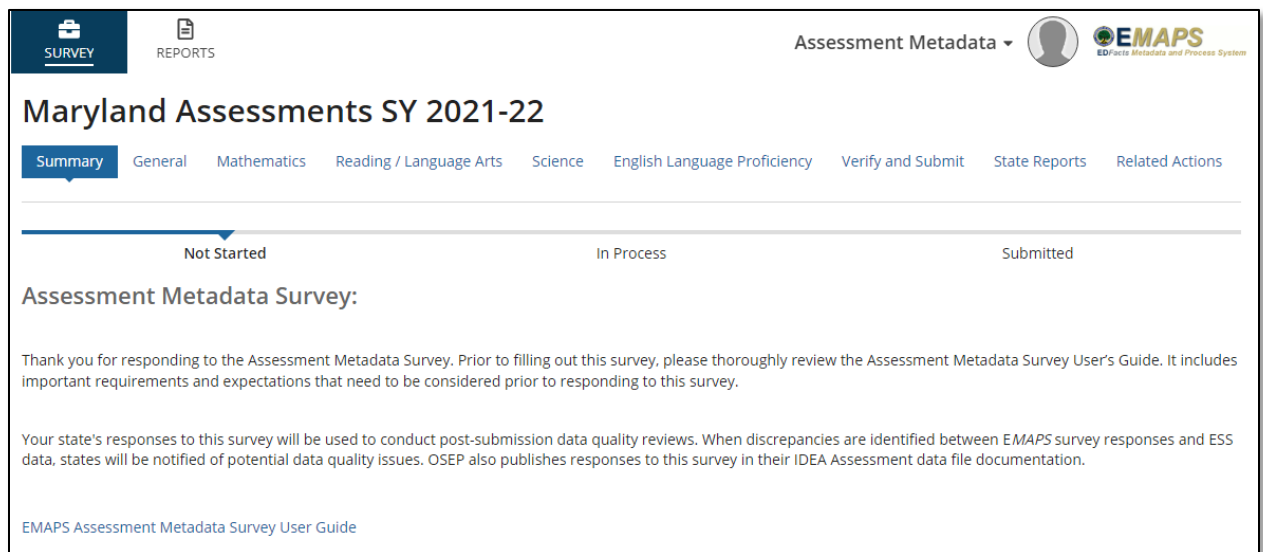 SURVEY
REPORTS
Assessment Metadata
EMAPS
EDFacts Metadata and Process System
Maryland Assessments SY 2021-22
Summary General Mathematics Reading / Language Arts Science English Language Proficiency Verify and Submit State Reports Related Actions
Not Started In Process Submitted
Assessment Metadata Survey:
Thank you for responding to the Assessment Metadata Survey. Prior to filling out this survey, please thoroughly review the Assessment Metadata Survey User's Guide. It includes
important requirements and expectations that need to be considered prior to responding to this survey.
Your state's responses to this survey will be used to conduct post-submission data quality reviews. When discrepancies are identified between EMAPS survey responses and ESS
data, states will be notified of potential data quality issues. OSEP also publishes responses to this survey in their IDEA Assessment data file documentation.
EMAPS Assessment Metadata Survey User Guide